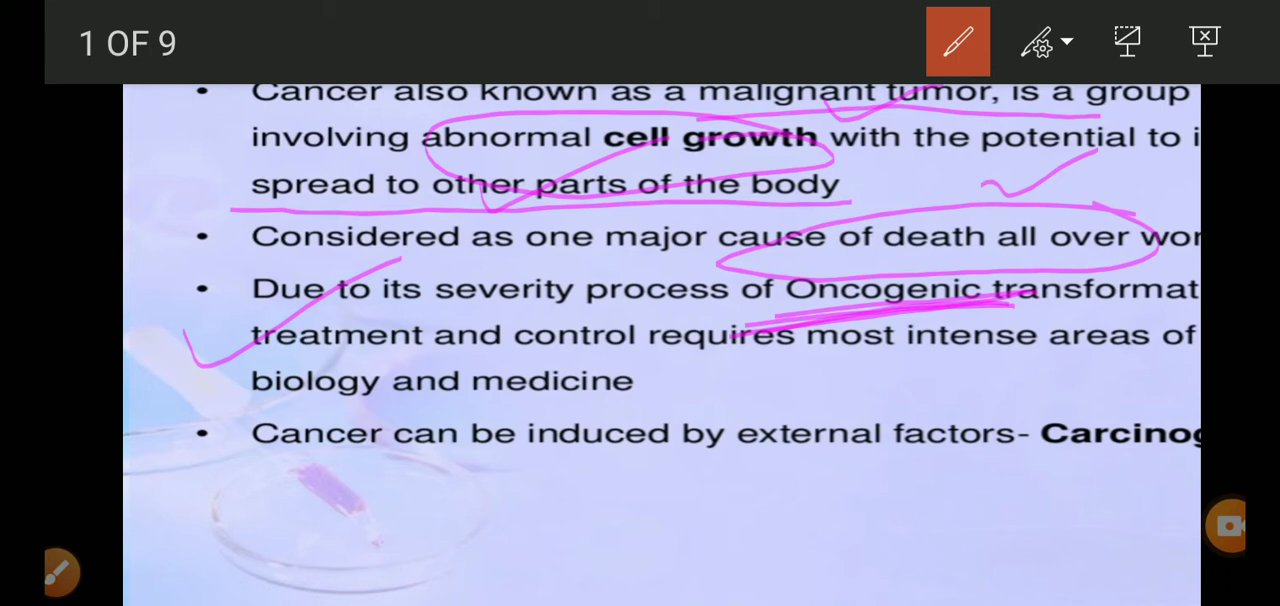 1 OF 9
• Cancer also known as a malignant tumor, is a group
involving abnormal cell growth with the potential to
spread to other parts of the body
• Considered as one major cause of death all over
• Due to its severity process of Oncogenic
treatment and control requires most intense areas of
biology and medicine
• Cancer can be induced by external factors-